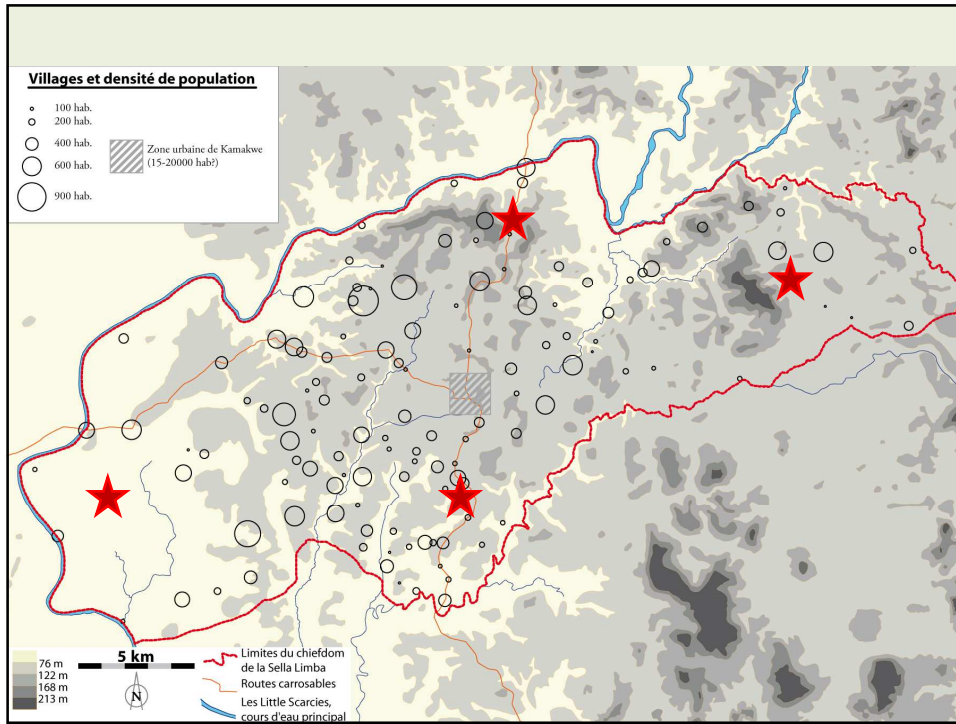 Villages et densité de population
100 hab.
200 hab.
400 hab.
600 hab.
900 hab.
Zone urbaine de Kamakwe
(15-20000 hab?)
76 m
122 m
168 m
213 m
5 km
N
Limites du chiefdom
de la Sella Limba
Routes carrosables
Les Little Scarcies,
cours d'eau principal